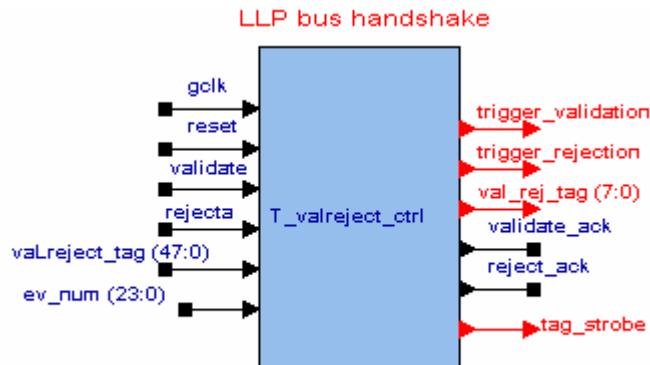 LLP bus handshake
gclk
reset
validate
rejecta
val_reject_tag (47:0)
ev_num (23:0)
T_valreject_ctrl
trigger_validation
trigger_rejection
val_rej_tag (7:0)
validate_ack
reject_ack
tag_strobe